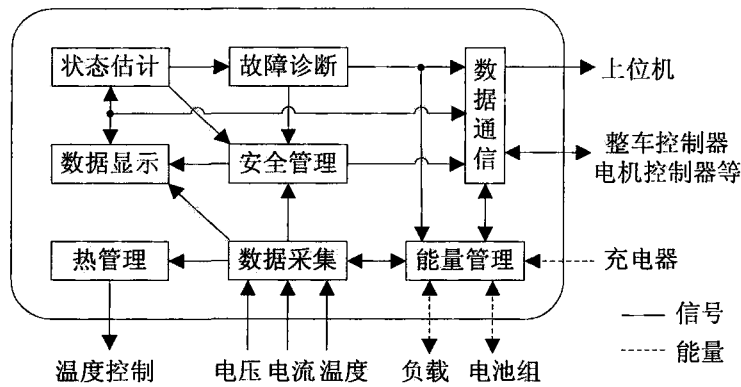 状态估计
故障诊断
数据通信
上位机
数据显示
安全管理
整车控制器
电机控制器等
热管理
数据采集
能量管理
充电器
信号
能量
温度控制
电压
电流
温度
负载
电池组